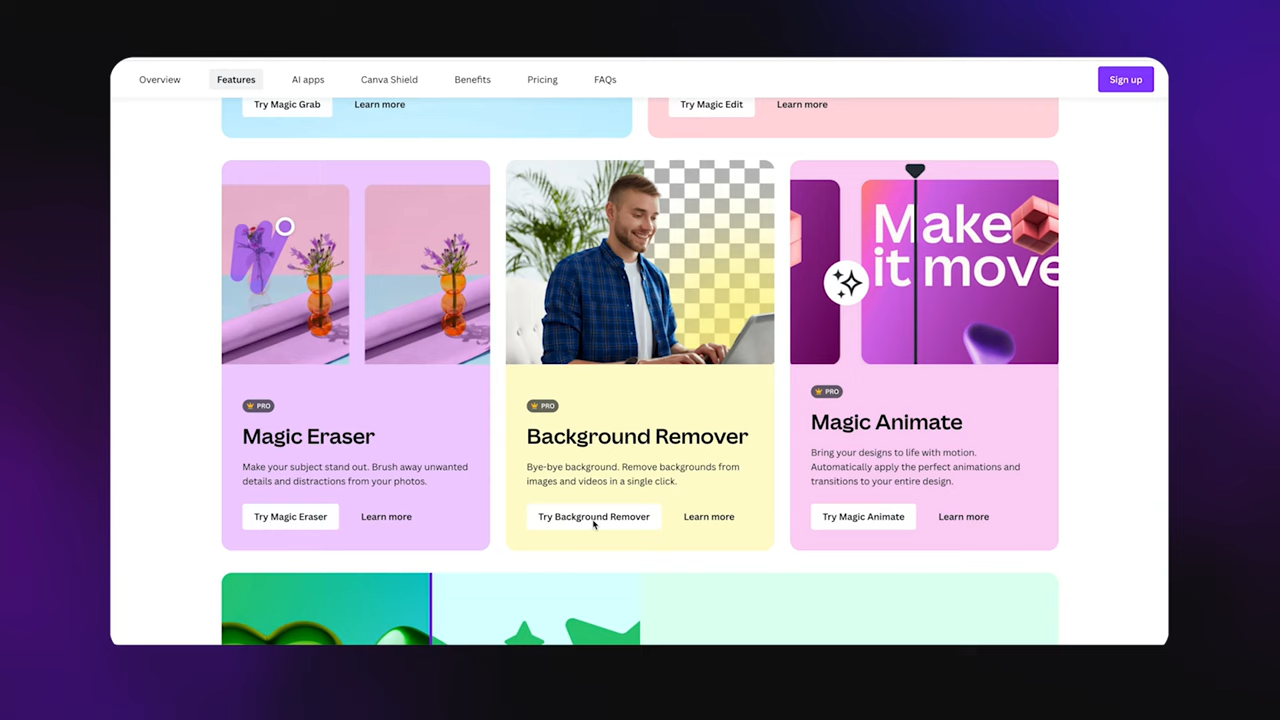 Overview Features AI apps Canva Shield Benefits Pricing FAQs Sign up
Try Magic Grab Learn more Try Magic Edit Learn more
Make
it move
PRO
Magic Eraser
Make your subject stand out. Brush away unwanted
details and distractions from your photos.
Try Magic Eraser Learn more
PRO
Background Remover
Bye-bye background. Remove backgrounds from
images and videos in a single click.
Try Background Remover Learn more
PRO
Magic Animate
Bring your designs to life with motion.
Automatically apply the perfect animations and
transitions to your entire design.
Try Magic Animate Learn more